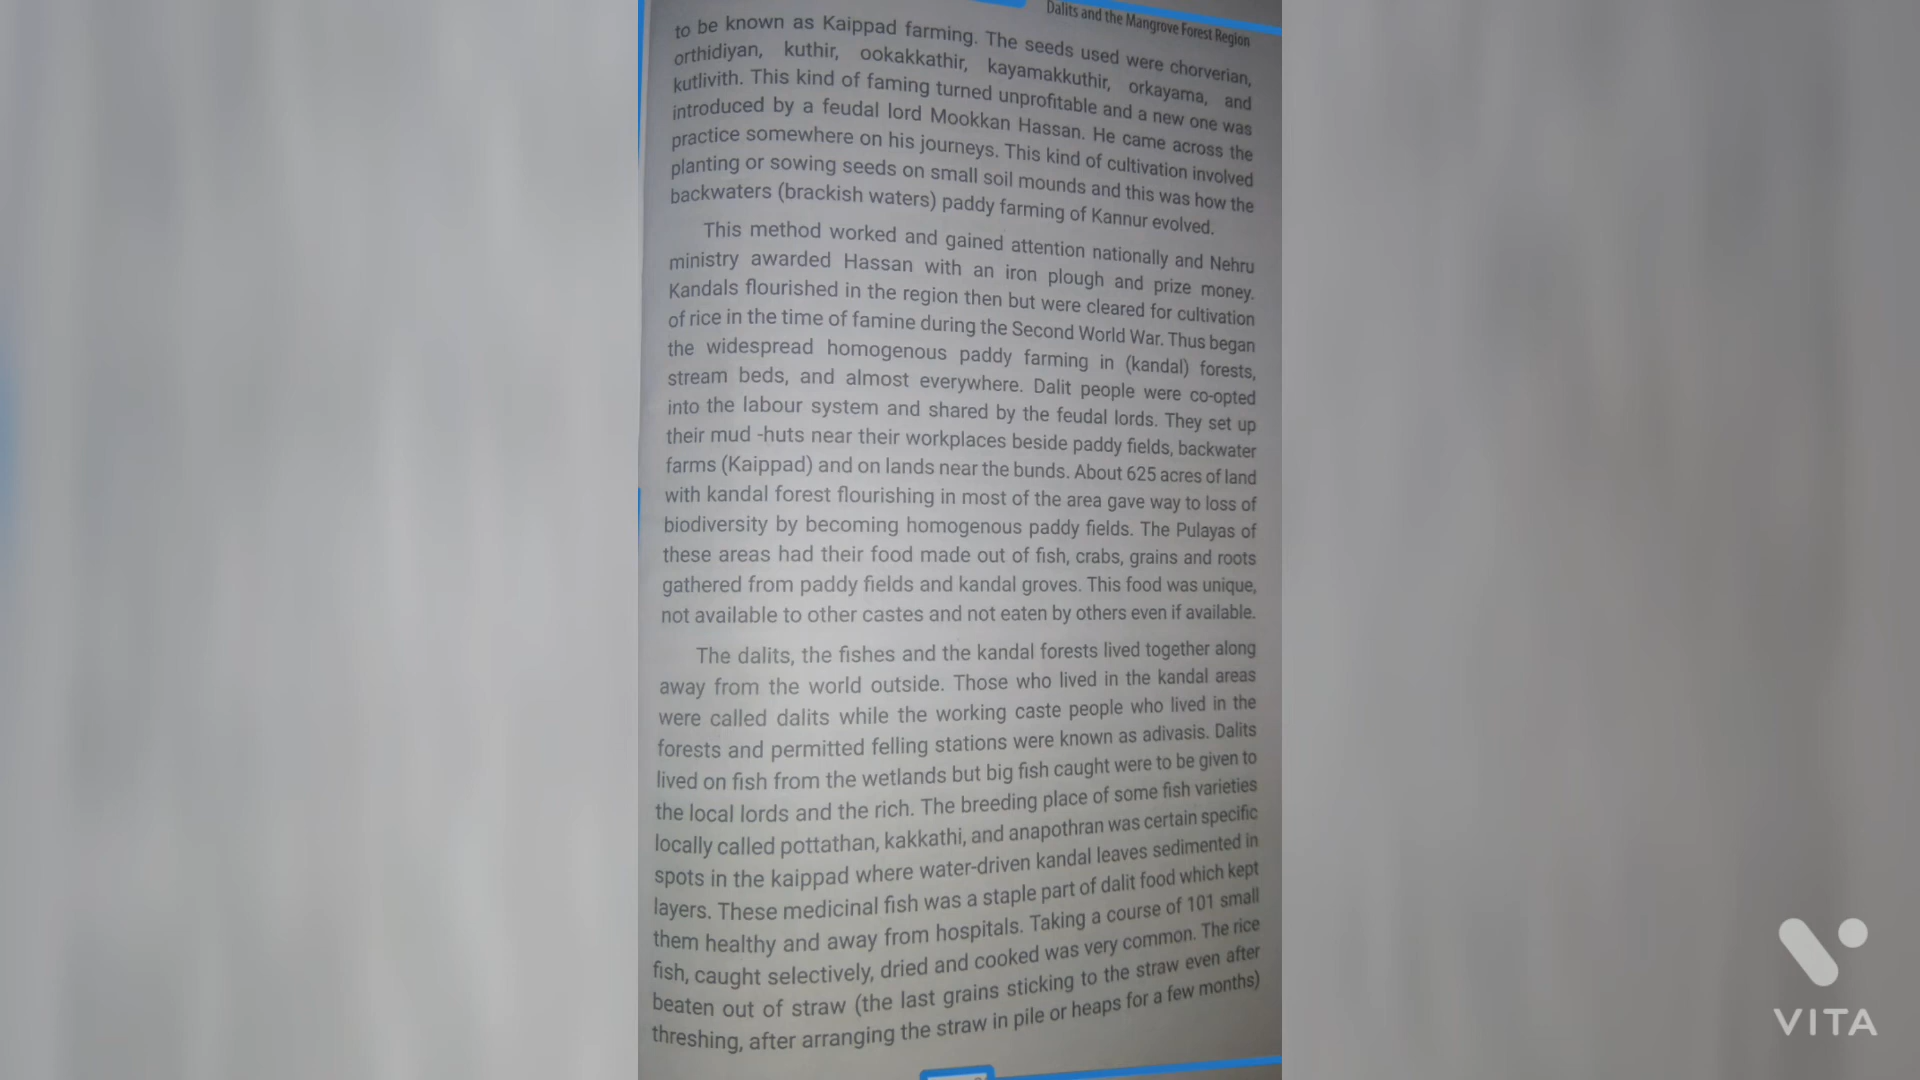 Dalits and the Mangrove Forest Region
to be known as Kaippad farming. The seeds used were chorverian,
orthidiyan, kuthir, ookakkathir, kayamakkuthir, orkayama, and
kutlivith. This kind of faming turned unprofitable and a new one was
introduced by a feudal lord Mookkan Hassan. He came across the
practice somewhere on his journeys. This kind of cultivation involved
planting or sowing seeds on small soil mounds and this was how the
backwaters (brackish waters) paddy farming of Kannur evolved.
This method worked and gained attention nationally and Nehru
ministry awarded Hassan with an iron plough and prize money.
Kandals flourished in the region then but were cleared for cultivation
of rice in the time of famine during the Second World War. Thus began
the widespread homogenous paddy farming in (kandal) forests,
stream beds, and almost everywhere. Dalit people were co-opted
into the labour system and shared by the feudal lords. They set up
their mud -huts near their workplaces beside paddy fields, backwater
farms (Kaippad) and on lands near the bunds. About 625 acres of land
with kandal forest flourishing in most of the area gave way to loss of
biodiversity by becoming homogenous paddy fields. The Pulayas of
these areas had their food made out of fish, crabs, grains and roots
gathered from paddy fields and kandal groves. This food was unique,
not available to other castes and not eaten by others even if available.
The dalits, the fishes and the kandal forests lived together along
away from the world outside. Those who lived in the kandal areas
were called dalits while the working caste people who lived in the
forests and permitted felling stations were known as adivasis. Dalits
lived on fish from the wetlands but big fish caught were to be given to
the local lords and the rich. The breeding place of some fish varieties
locally called pottathan, kakkathi, and anapothran was certain specific
spots in the kaippad where water-driven kandal leaves sedimented in
layers. These medicinal fish was a staple part of dalit food which kept
them healthy and away from hospitals. Taking a course of 101 small
fish, caught selectively, dried and cooked was very common. The rice
beaten out of straw (the last grains sticking to the straw even after
threshing, after arranging the straw in pile or heaps for a few months)
VITA